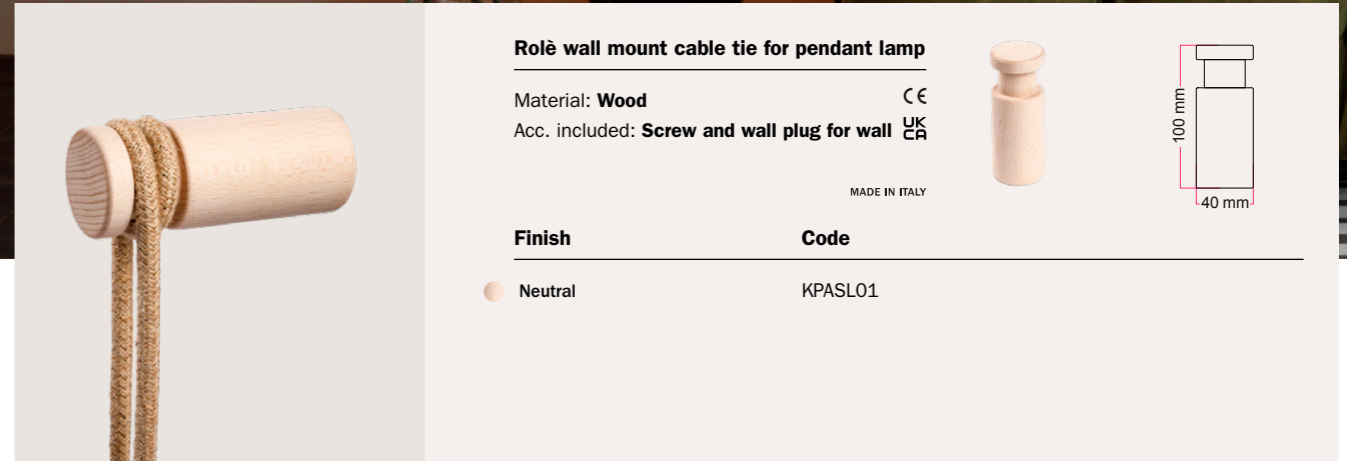 Rolè wall mount cable tie for pendant lamp
Material: Wood
CE
Acc. included: Screw and wall plug for wall
UK
CA
MADE IN ITALY
100 mm
40 mm
Finish
Code
Neutral
KPASL01